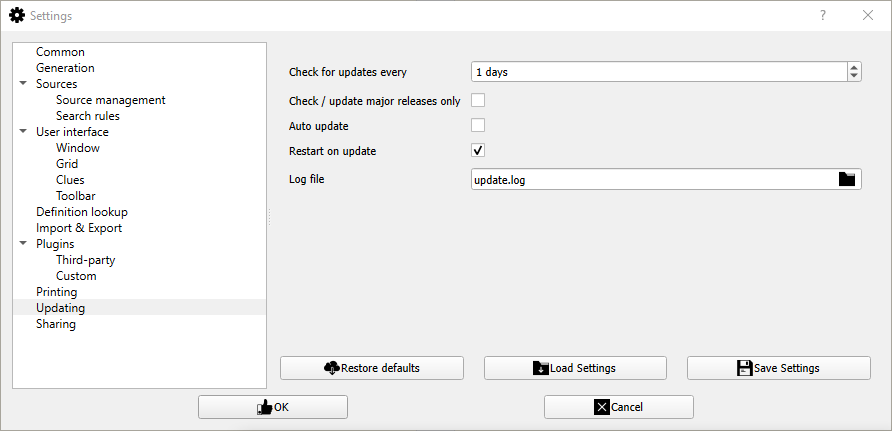 Settings
?
Common
Generation
Sources
Source management
Search rules
User interface
Window
Grid
Clues
Toolbar
Definition lookup
Import & Export
Plugins
Third-party
Custom
Printing
Updating
Sharing
Check for updates every
1 days
Check / update major releases only
Auto update
Restart on update
Log file
update.log
Restore defaults
Load Settings
Save Settings
OK
Cancel